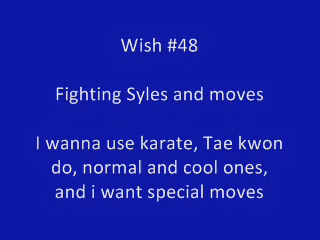 Wish #48
Fighting Syles and moves
I wanna use karate, Tae kwon
do, normal and cool ones,
and i want special moves